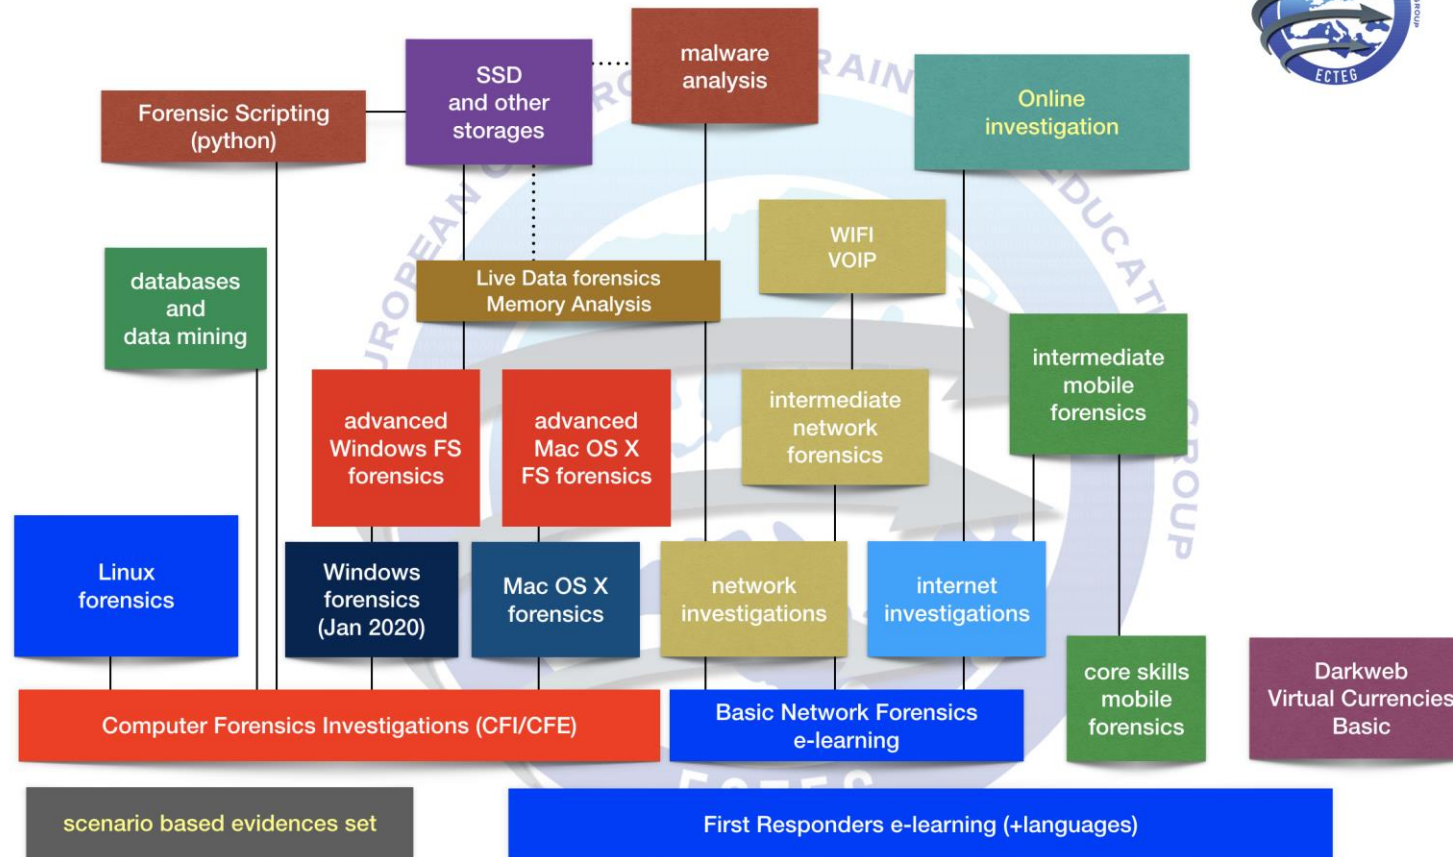 GROUP
ECTEG
SSD
and other
storages
malware
analysis
Online
investigation
Forensic Scripting
(python)
WIFI
VOIP
databases
and
data mining
Live Data forensics
Memory Analysis
intermediate
mobile
forensics
advanced
Windows FS
forensics
advanced
Mac OS X
FS forensics
intermediate
network
forensics
GROUP
Linux
forensics
Windows
forensics
(Jan 2020)
Mac OS X
forensics
network
investigations
internet
investigations
core skills
mobile
forensics
Darkweb
Virtual Currencies
Basic
Computer Forensics Investigations (CFI/CFE)
Basic Network Forensics
e-learning
scenario based evidences set
First Responders e-learning (+languages)